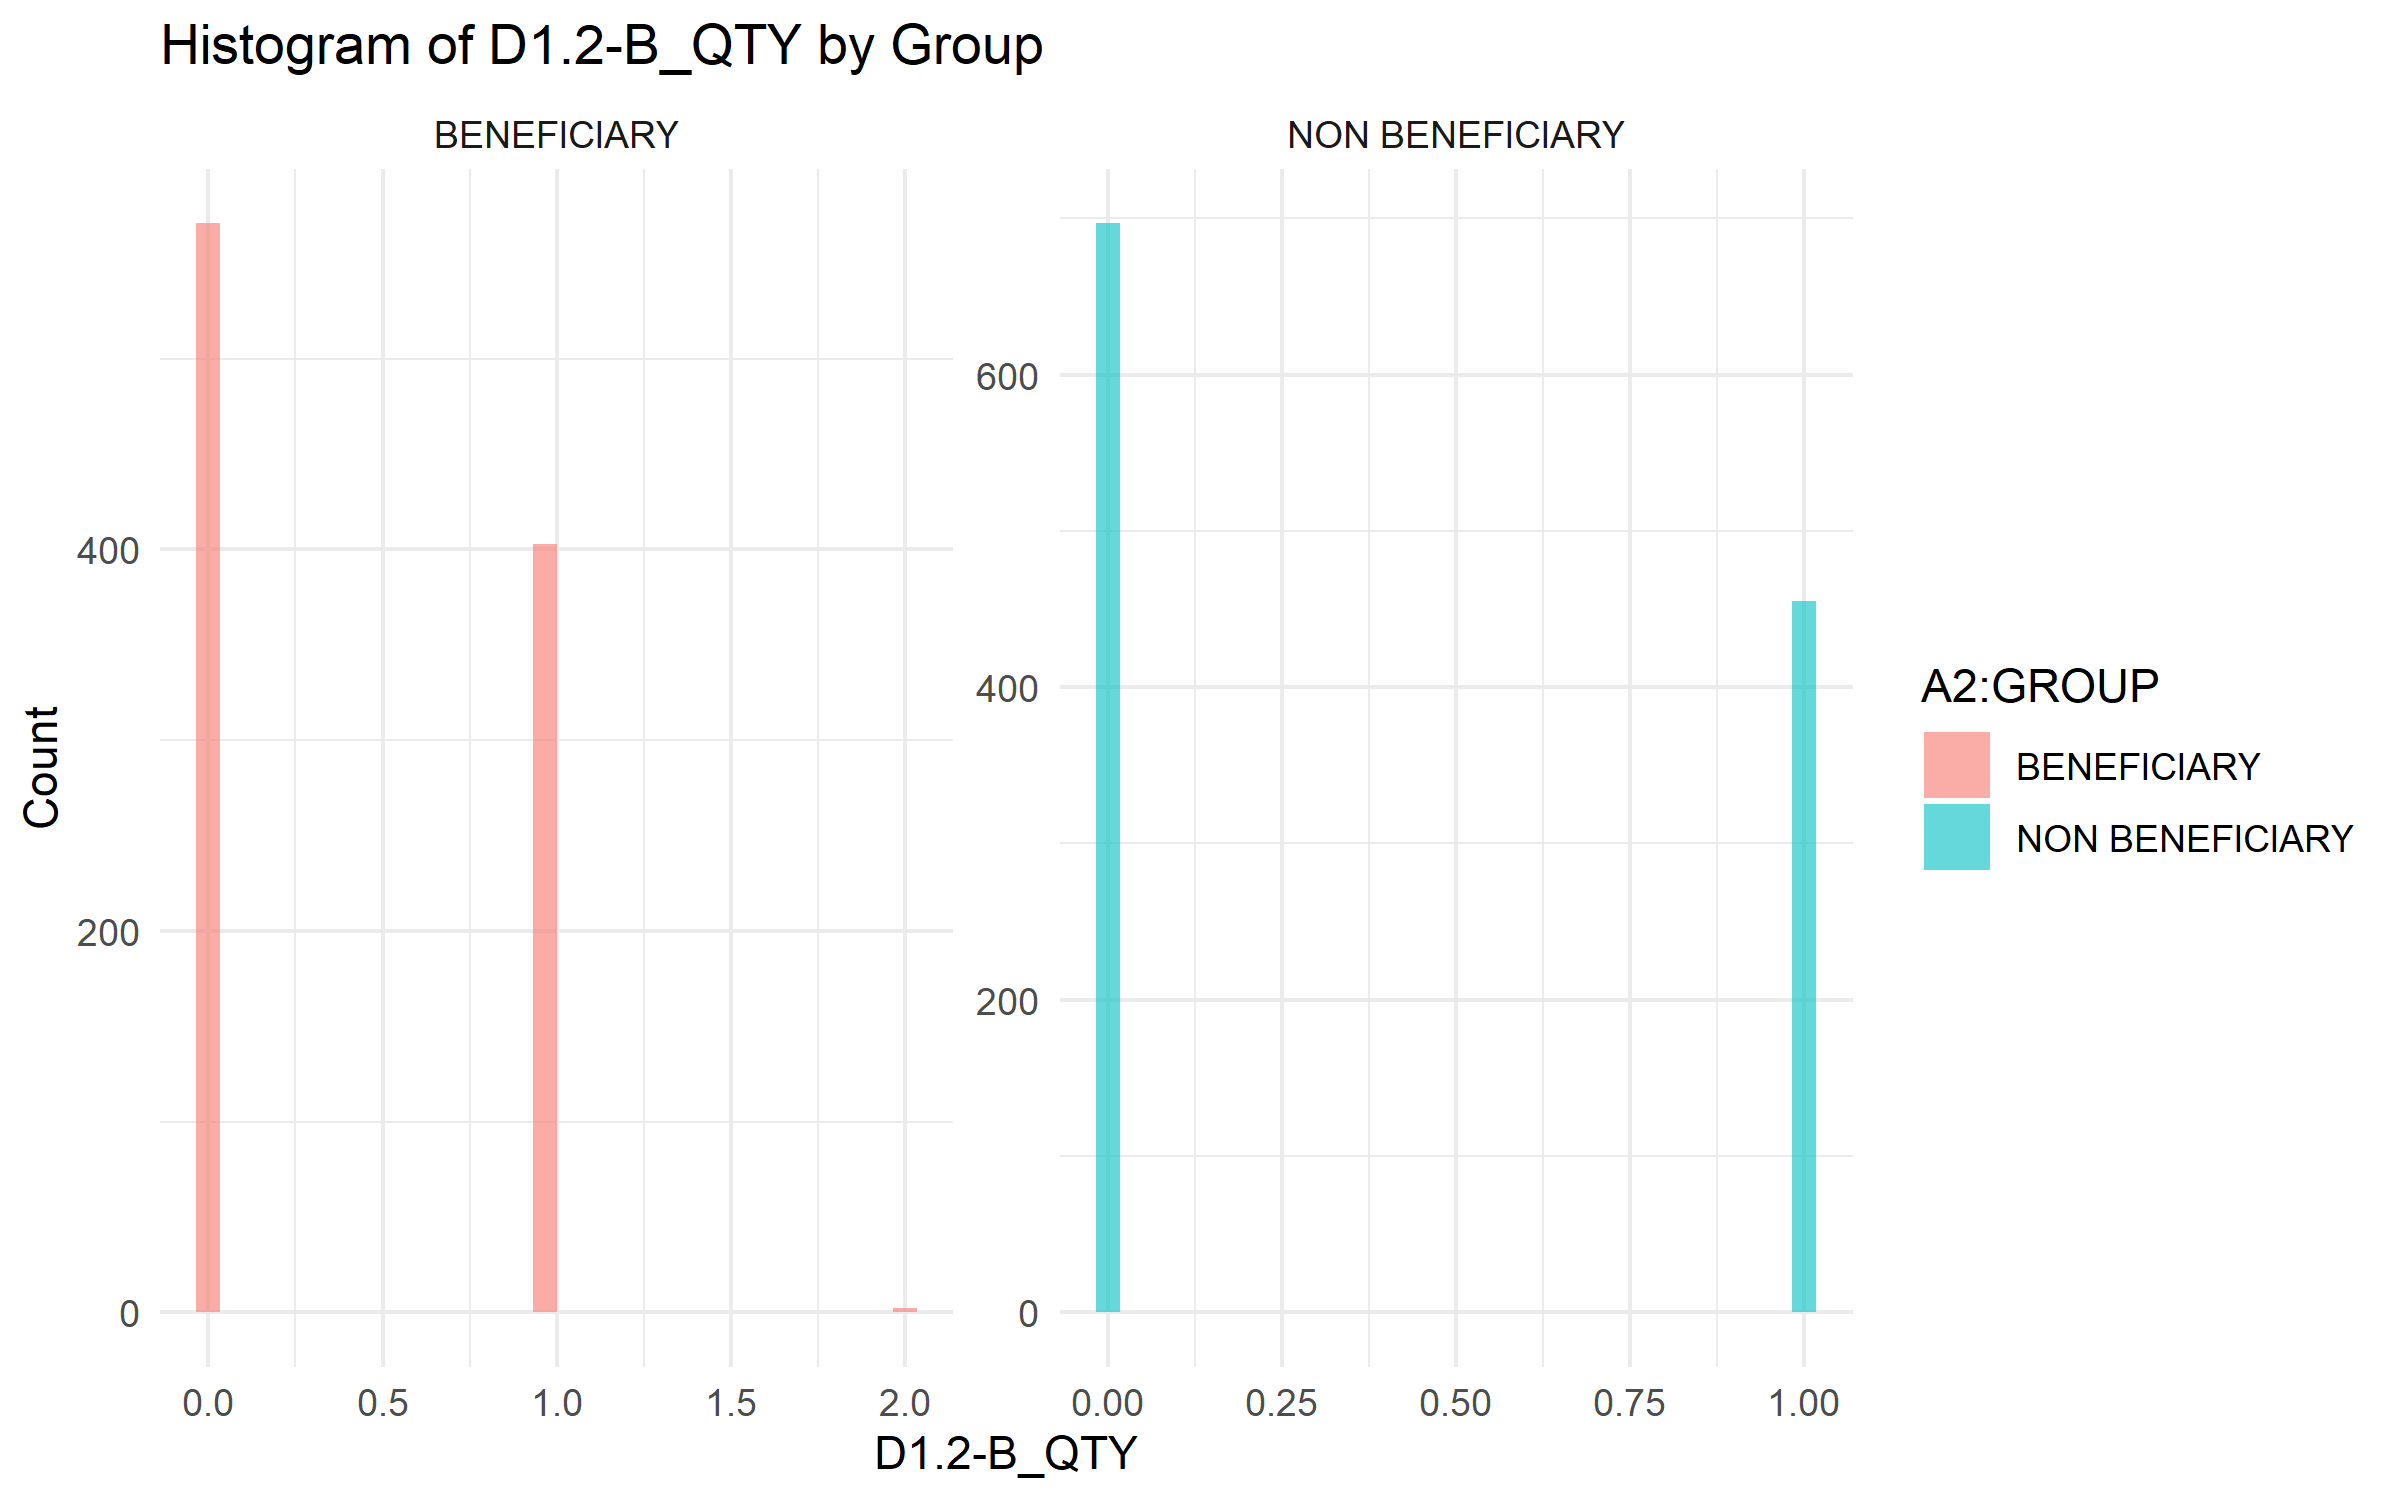 Histogram of D1.2-B_QTY by Group
BENEFICIARY
NON BENEFICIARY
Count
400
200
0
600
400
200
0
0.0 0.5 1.0 1.5 2.0
0.00 0.25 0.50 0.75 1.00
D1.2-B_QTY
A2:GROUP
BENEFICIARY
NON BENEFICIARY